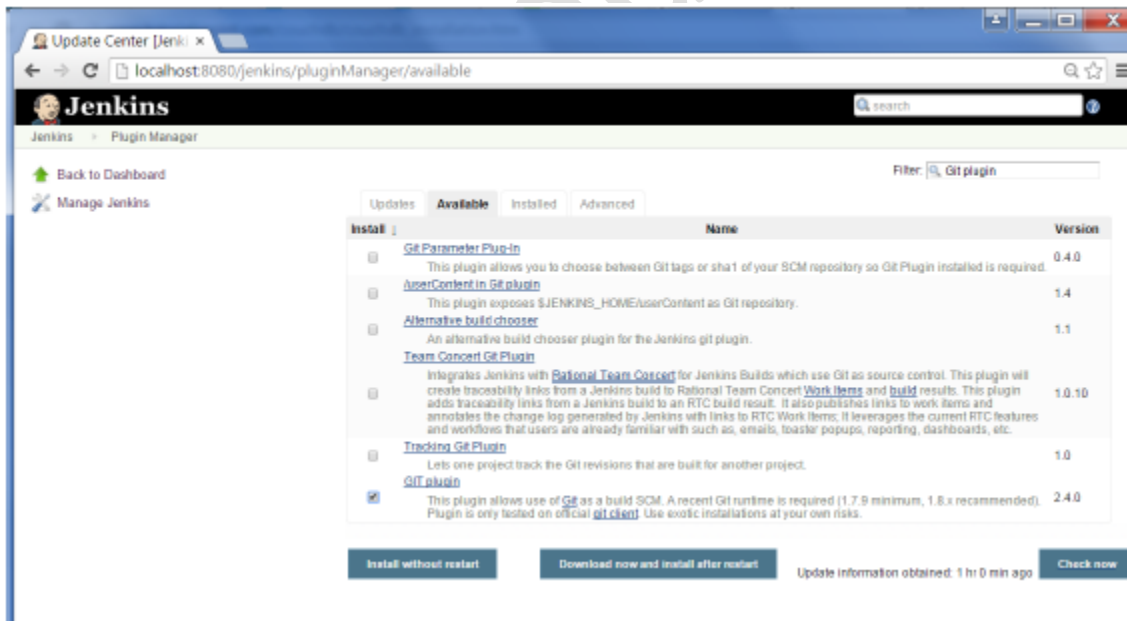 Update Center [Jenki
localhost:8080/jenkins/pluginManager/available
Jenkins
search
Jenkins
Plugin Manager
Back to Dashboard
Manage Jenkins
Filter: Git plugin
Updates Available Installed Advanced
Install ↓ Name Version
Git Parameter Plug-In
This plugin allows you to choose between Git tags or sha1 of your SCM repository so Git Plugin installed is required.
0.4.0
/userContent in Git plugin
This plugin exposes $JENKINS_HOME/userContent as Git repository.
1.4
Alternative build chooser
An alternative build chooser plugin for the Jenkins git plugin.
1.1
Team Concert Git Plugin
Integrates Jenkins with Rational Team Concert for Jenkins Builds which use Git as source control. This plugin will
create traceability links from a Jenkins build to Rational Team Concert Work Items and build results. This plugin
adds traceability links from a Jenkins build to an RTC build result. It also publishes links to work items and
annotates the change log generated by Jenkins with links to RTC Work Items; It leverages the current RTC features
and workflows that users are already familiar with such as, emails, toaster popups, reporting, dashboards, etc.
1.0.10
Tracking Git Plugin
Lets one project track the Git revisions that are built for another project.
1.0
GIT plugin
This plugin allows use of Git as a build SCM. A recent Git runtime is required (1.7.9 minimum, 1.8.x recommended).
Plugin is only tested on official git client. Use exotic installations at your own risks.
2.4.0
Install without restart
Download now and install after restart
Update information obtained: 1 hr 0 min ago
Check now